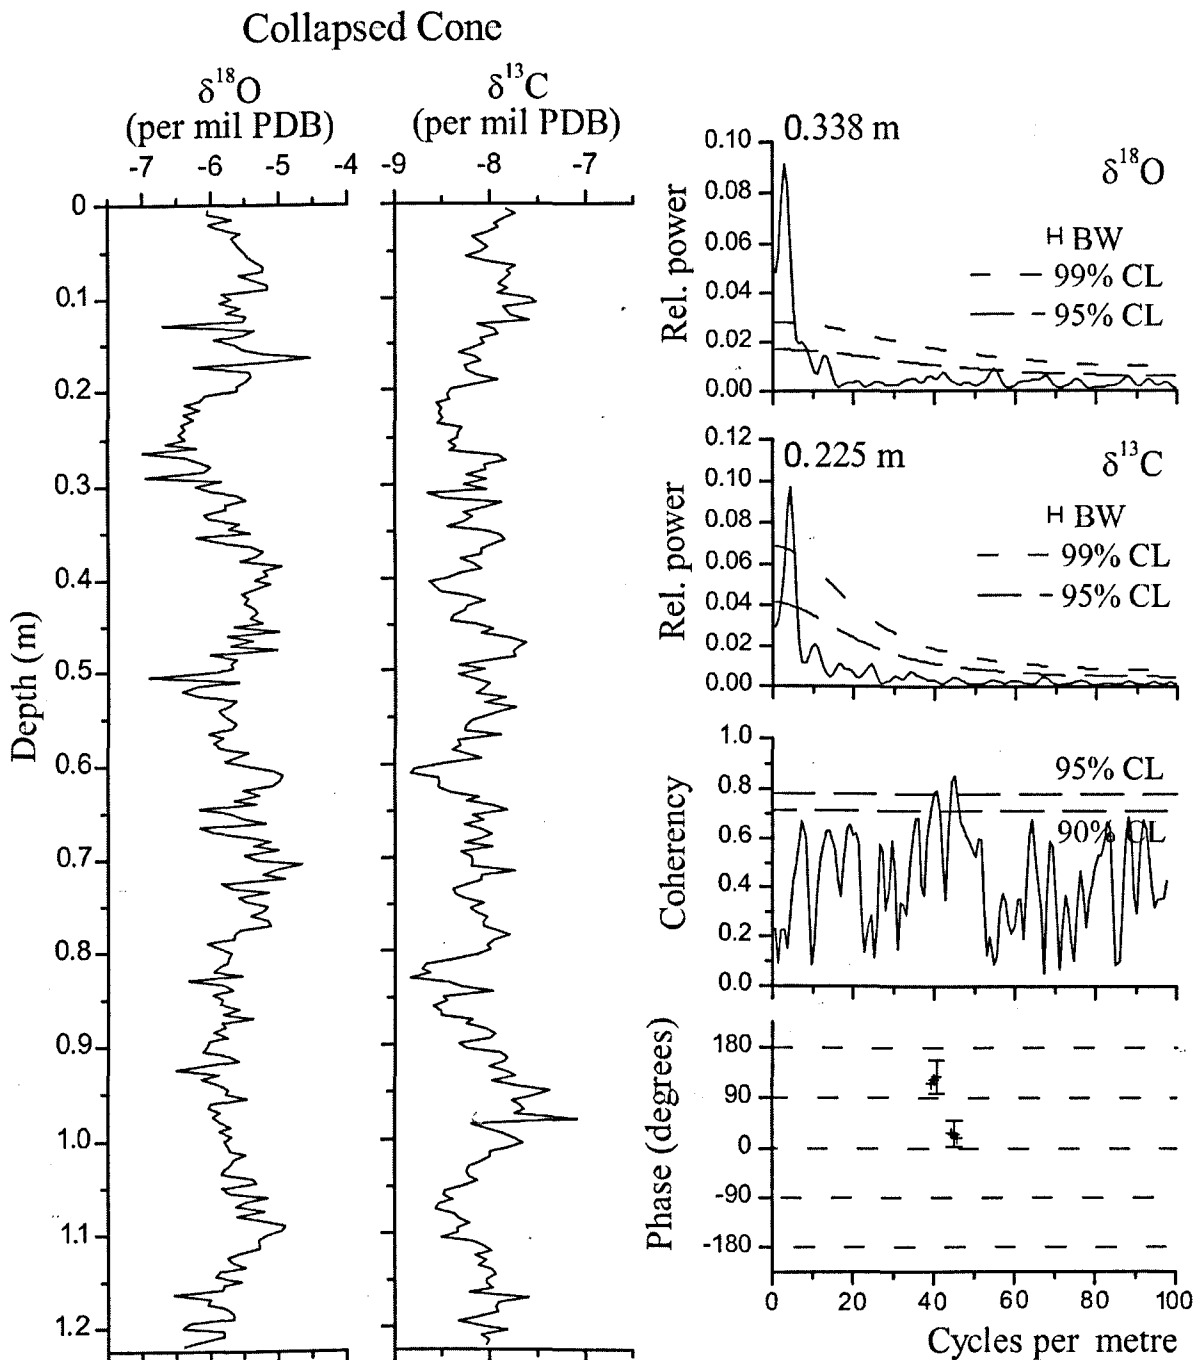 Collapsed Cone
δ18O
(per mil PDB)
-7 -6 -5 -4
δ13C
(per mil PDB)
-9 -8 -7
Depth (m)
0
0.1
0.2
0.3
0.4
0.5
0.6
0.7
0.8
0.9
1.0
1.1
1.2
0.338 m
δ18O
Rel. power
0.10
0.08
0.06
0.04
0.02
0.00
H BW
99% CL
95% CL
0.225 m
δ13C
Rel. power
0.12
0.10
0.08
0.06
0.04
0.02
0.00
H BW
99% CL
95% CL
Coherency
1.0
0.8
0.6
0.4
0.2
0.0
95% CL
90% CL
Phase (degrees)
180
90
0
-90
-180
0 20 40 60 80 100
Cycles per metre